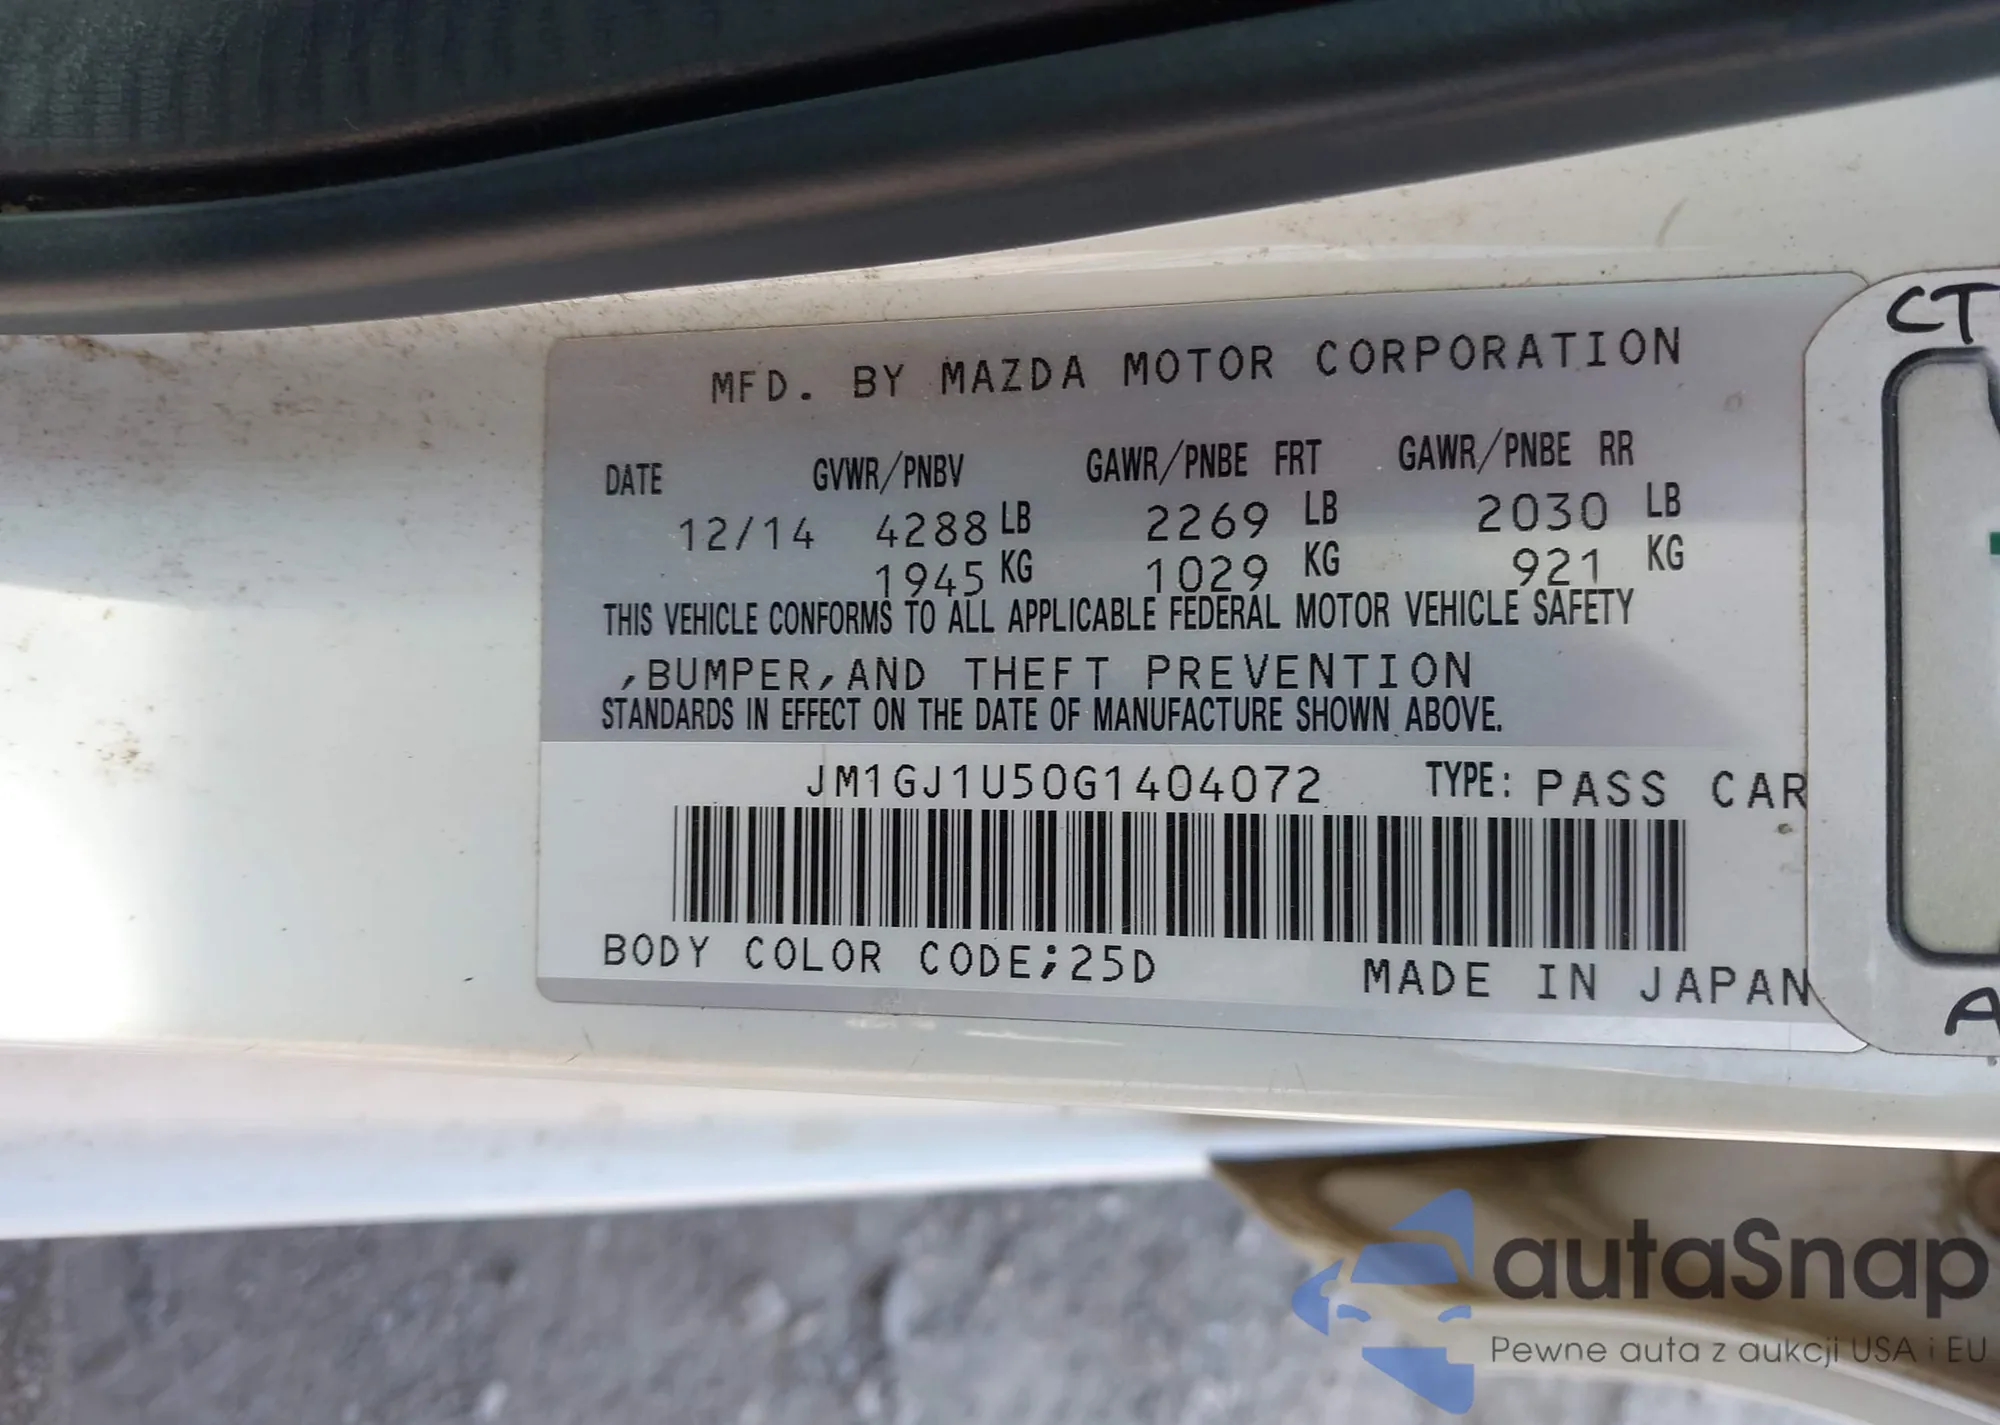 MFD. BY MAZDA MOTOR CORPORATION
DATE GVWR/PNBV GAWR/PNBE FRT GAWR/PNBE RR
12/14 4288 LB 2269 LB 2030 LB
1945 KG 1029 KG 921 KG
THIS VEHICLE CONFORMS TO ALL APPLICABLE FEDERAL MOTOR VEHICLE SAFETY
,BUMPER,AND THEFT PREVENTION
STANDARDS IN EFFECT ON THE DATE OF MANUFACTURE SHOWN ABOVE.
JM1GJ1U50G1404072 TYPE: PASS CAR
BODY COLOR CODE;25D
MADE IN JAPAN
CT
A
autaSnap
Pewne auta z aukcji USA i EU